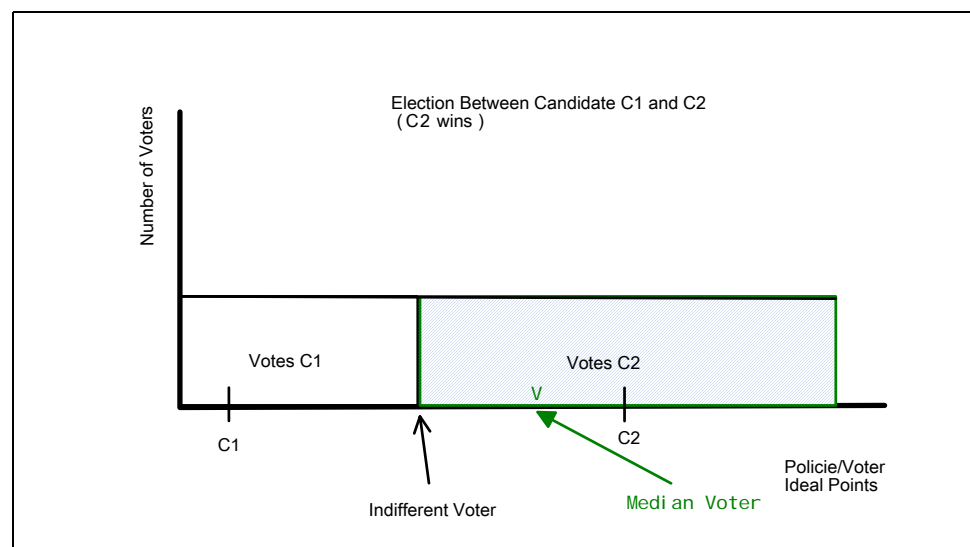 Election Between Candidate C1 and C2
( C2 wins )
Number of Voters
Votes C1
Votes C2
V
C1
C2
Policie/Voter
Ideal Points
Median Voter
Indifferent Voter